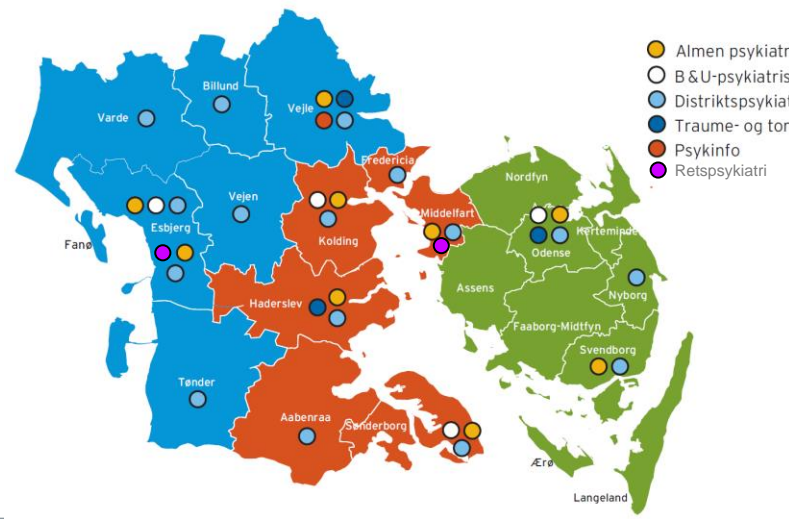 Almen psykiatr
B&U-psykiatris
Distriktspsykiat
Traume- og tor
Psykinfo
Retspsykiatri
Billund
Varde
Vejle
Fredericia
Nordfyn
Vejen
Middelfart
Kerteminde
Esbjerg
Kolding
Odense
Fanø
Assens
Nyborg
Haderslev
Faaborg-Midtfyn
Svendborg
Tønder
Aabenraa
Sønderborg
Ærø
Langeland